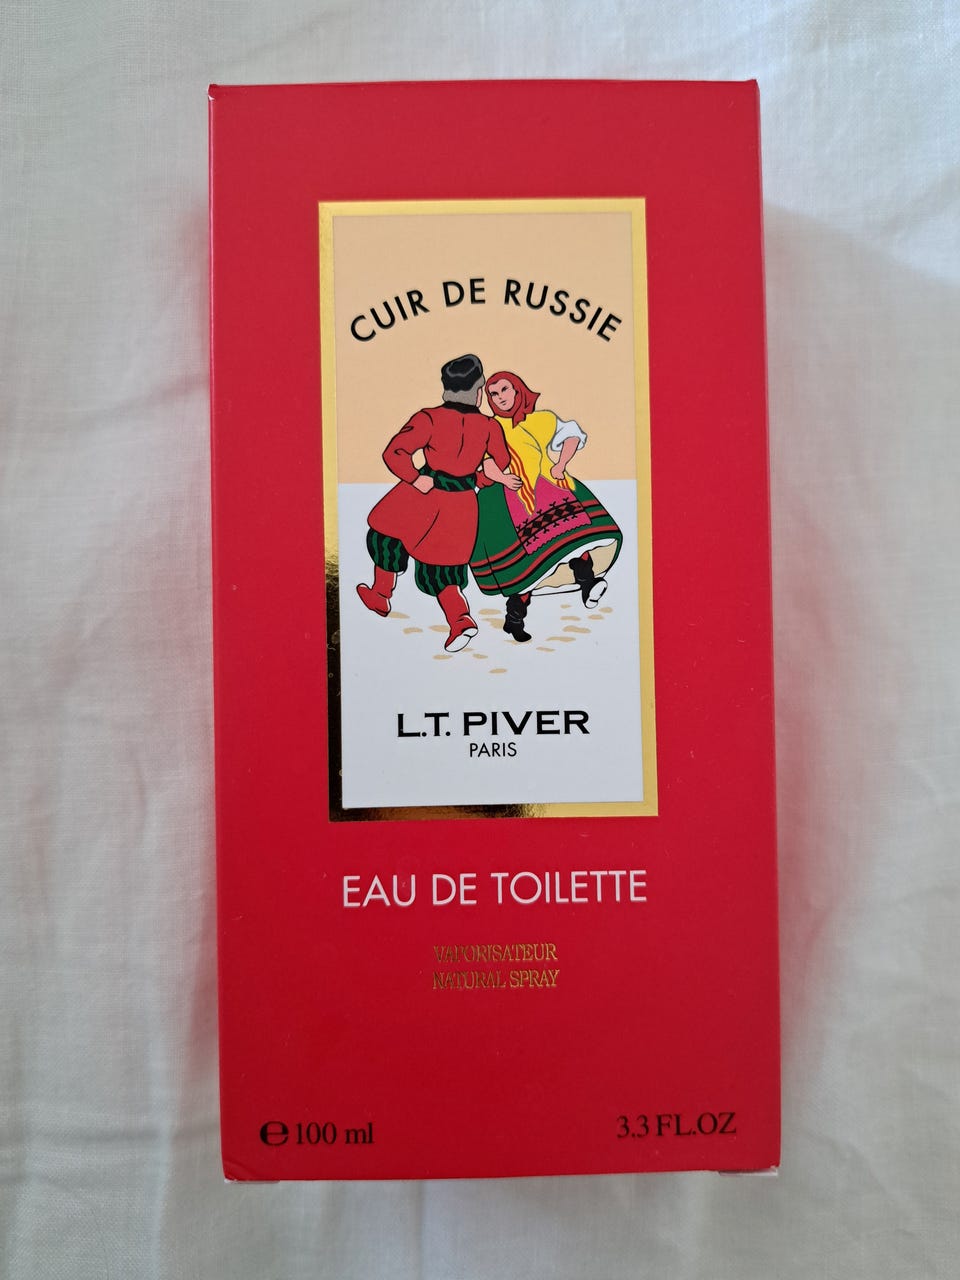 CUIR DE RUSSIE
L.T. PIVER
PARIS
EAU DE TOILETTE
VAPORISATEUR
NATURAL SPRAY
℮ 100 ml
3.3 FL.OZ